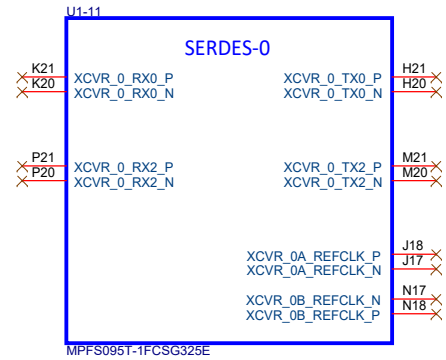 U1-11
SERDES-0
K21 XCVR_0_RX0_P XCVR_0_TX0_P H21
K20 XCVR_0_RX0_N XCVR_0_TX0_N H20
P21 XCVR_0_RX2_P XCVR_0_TX2_P M21
P20 XCVR_0_RX2_N XCVR_0_TX2_N M20
XCVR_0A_REFCLK_P J18
XCVR_0A_REFCLK_N J17
XCVR_0B_REFCLK_N N17
XCVR_0B_REFCLK_P N18
MPFS095T-1FCSG325E